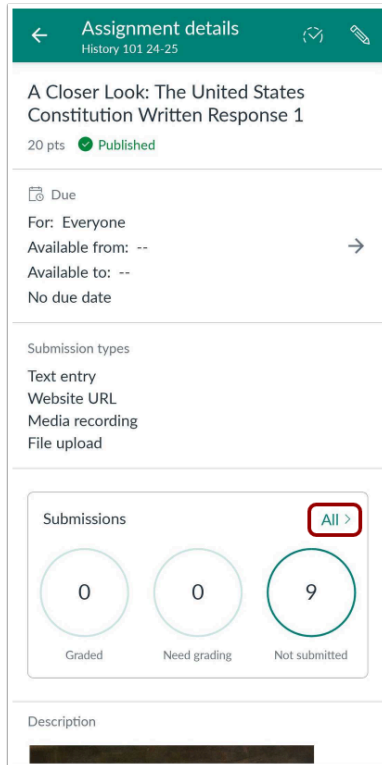 Assignment details
History 101 24-25
A Closer Look: The United States
Constitution Written Response 1
20 pts Published
Due
For: Everyone
Available from: --
Available to: --
No due date
Submission types
Text entry
Website URL
Media recording
File upload
Submissions All >
0 0 9
Graded Need grading Not submitted
Description